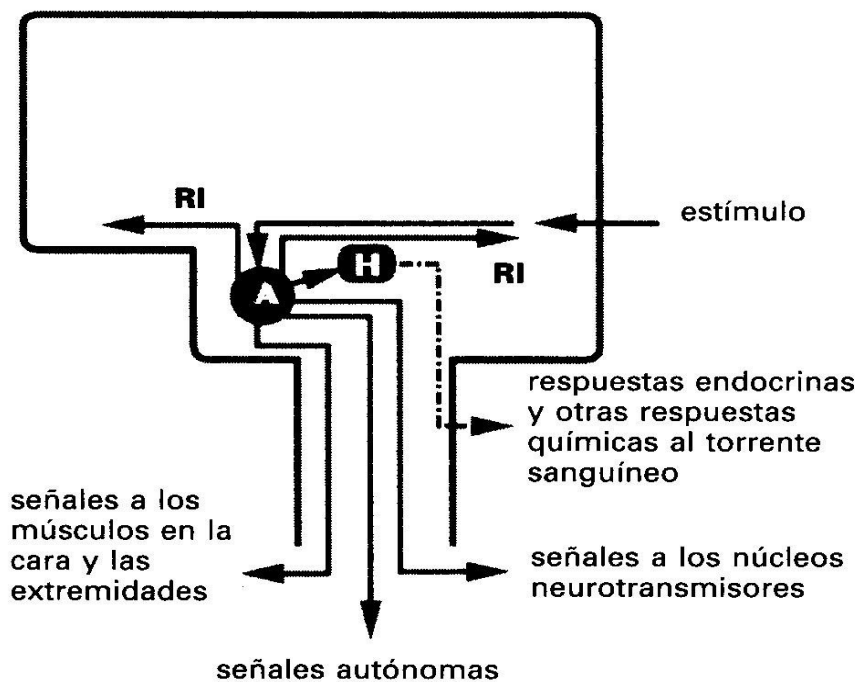 RI
estímulo
H
RI
A
respuestas endocrinas
y otras respuestas
químicas al torrente
sanguíneo
señales a los
músculos en la
cara y las
extremidades
señales a los núcleos
neurotransmisores
señales autónomas